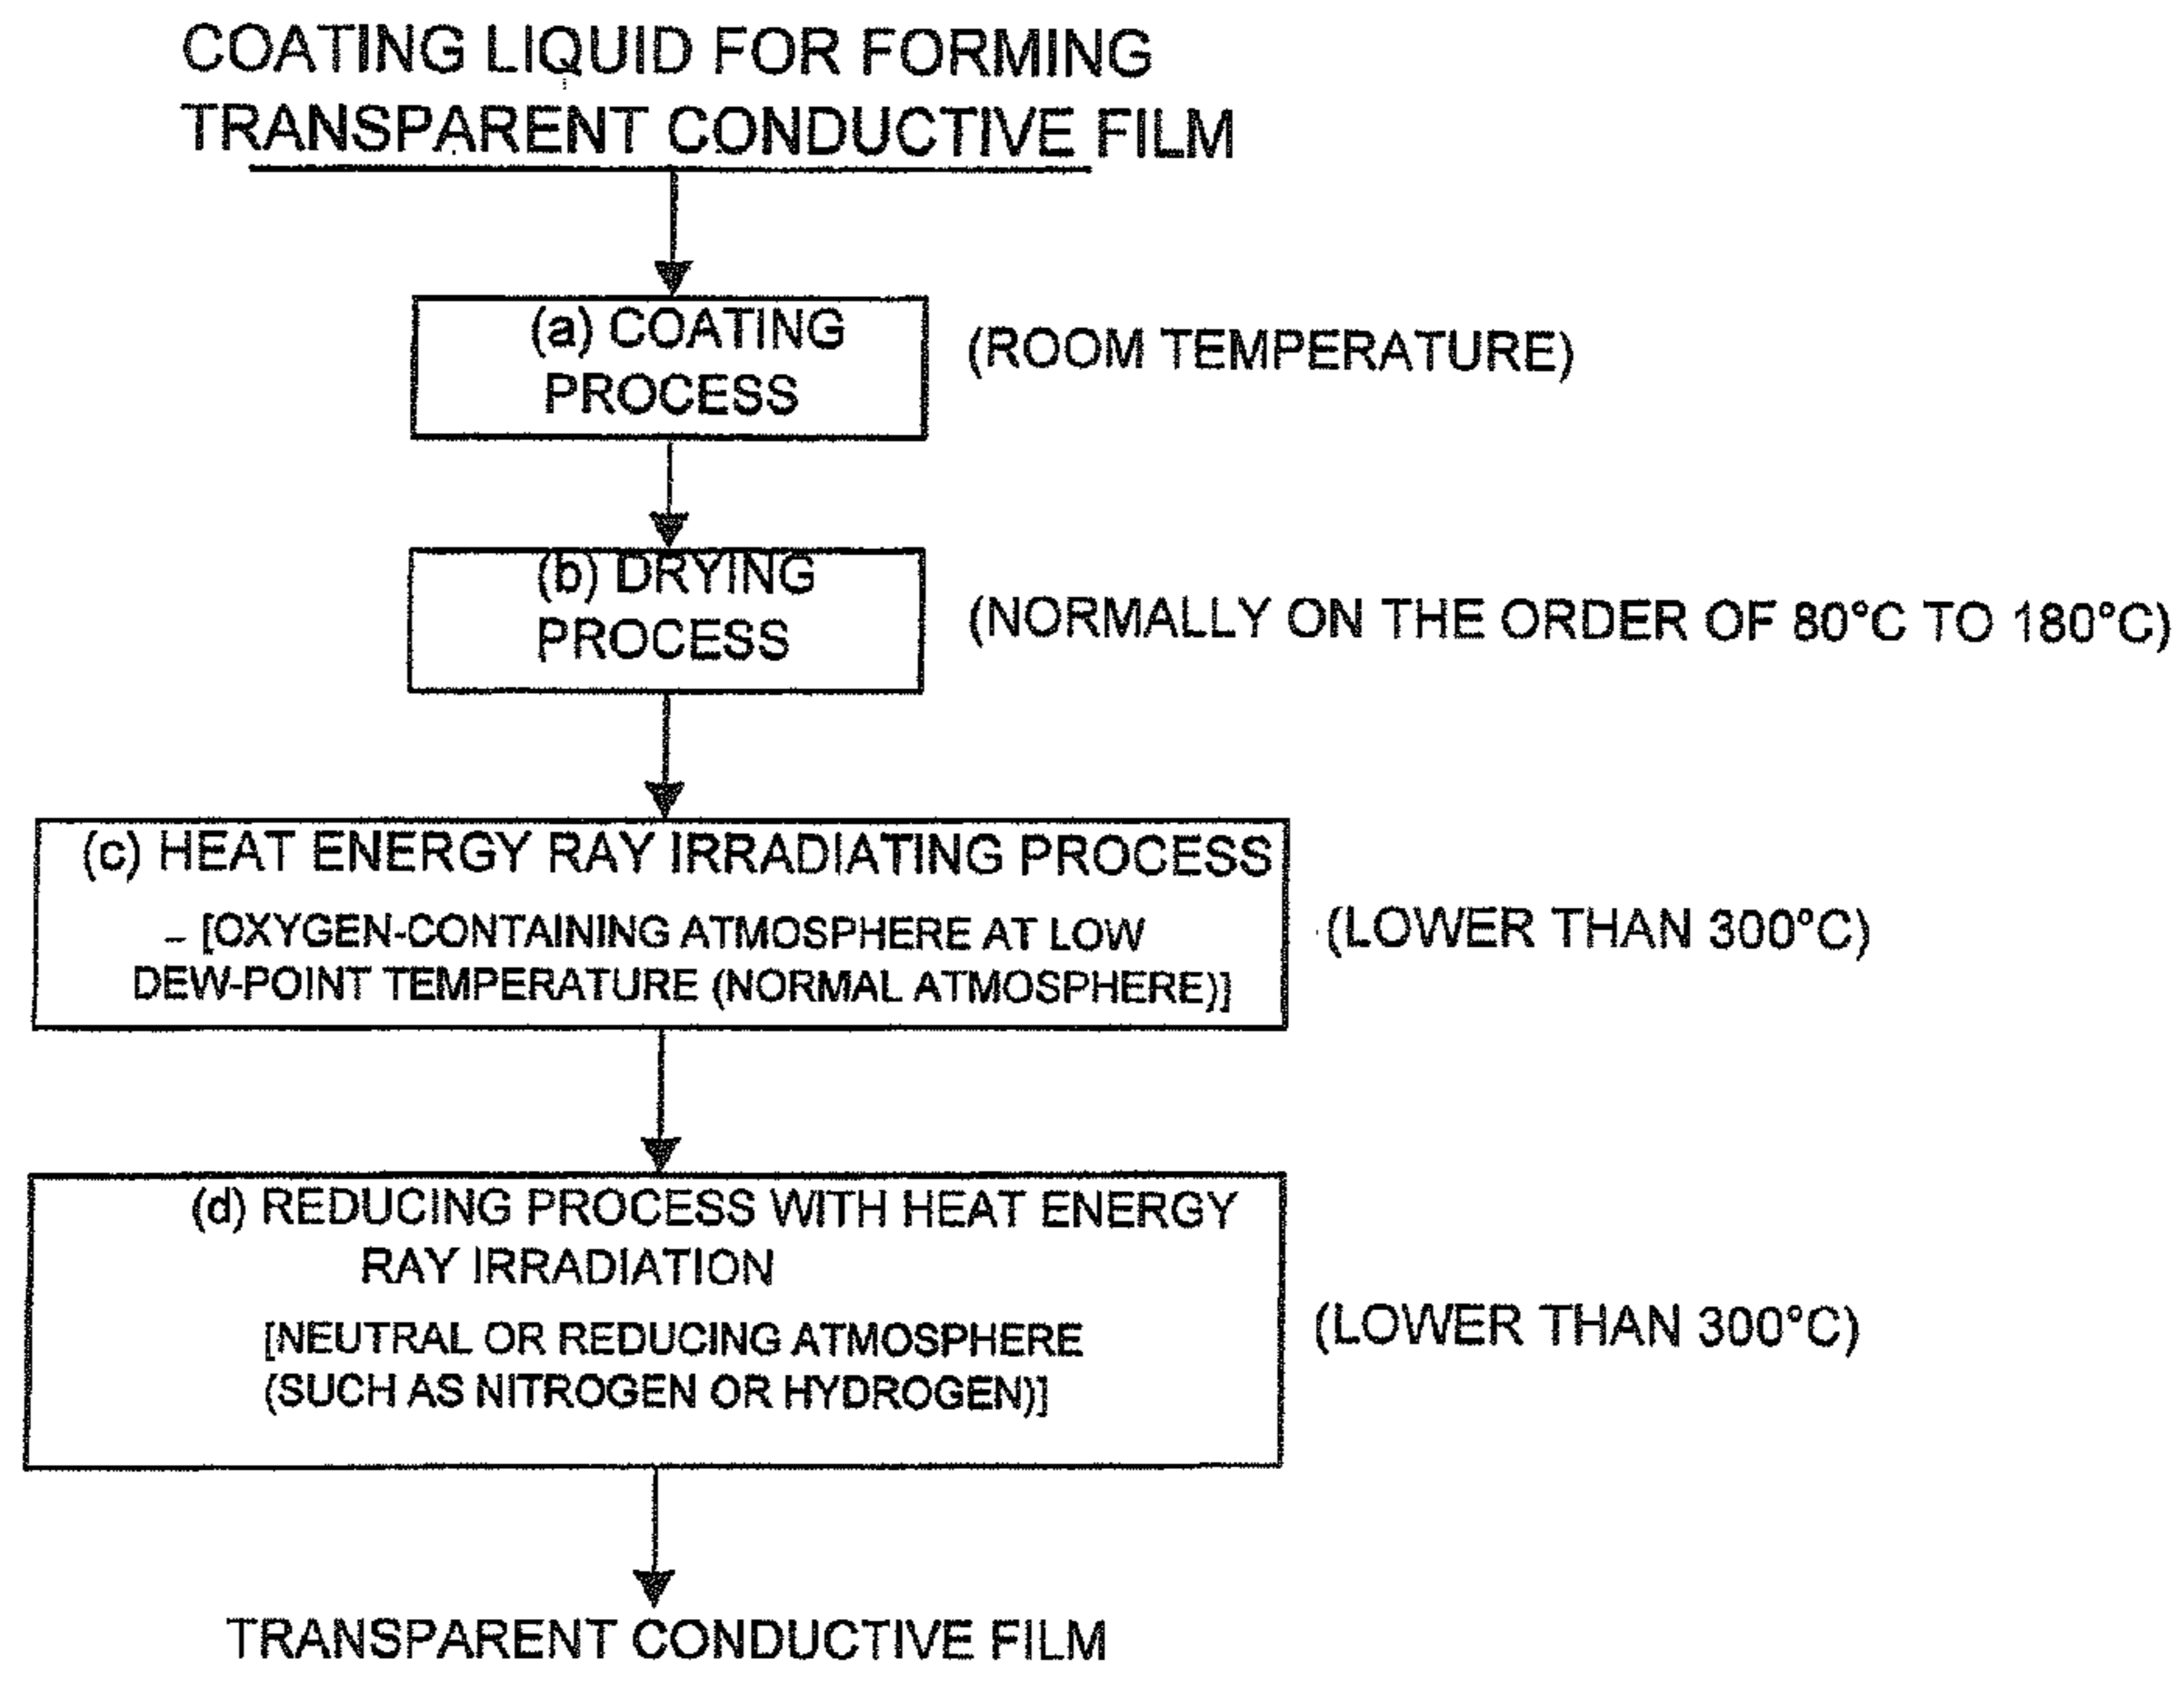 COATING LIQUID FOR FORMING
TRANSPARENT CONDUCTIVE FILM
(a) COATING
PROCESS
(ROOM TEMPERATURE)
(b) DRYING
PROCESS
(NORMALLY ON THE ORDER OF 80°C TO 180°C)
(c) HEAT ENERGY RAY IRRADIATING PROCESS
– [OXYGEN-CONTAINING ATMOSPHERE AT LOW
DEW-POINT TEMPERATURE (NORMAL ATMOSPHERE)]
(LOWER THAN 300°C)
(d) REDUCING PROCESS WITH HEAT ENERGY
RAY IRRADIATION
[NEUTRAL OR REDUCING ATMOSPHERE
(SUCH AS NITROGEN OR HYDROGEN)]
(LOWER THAN 300°C)
TRANSPARENT CONDUCTIVE FILM